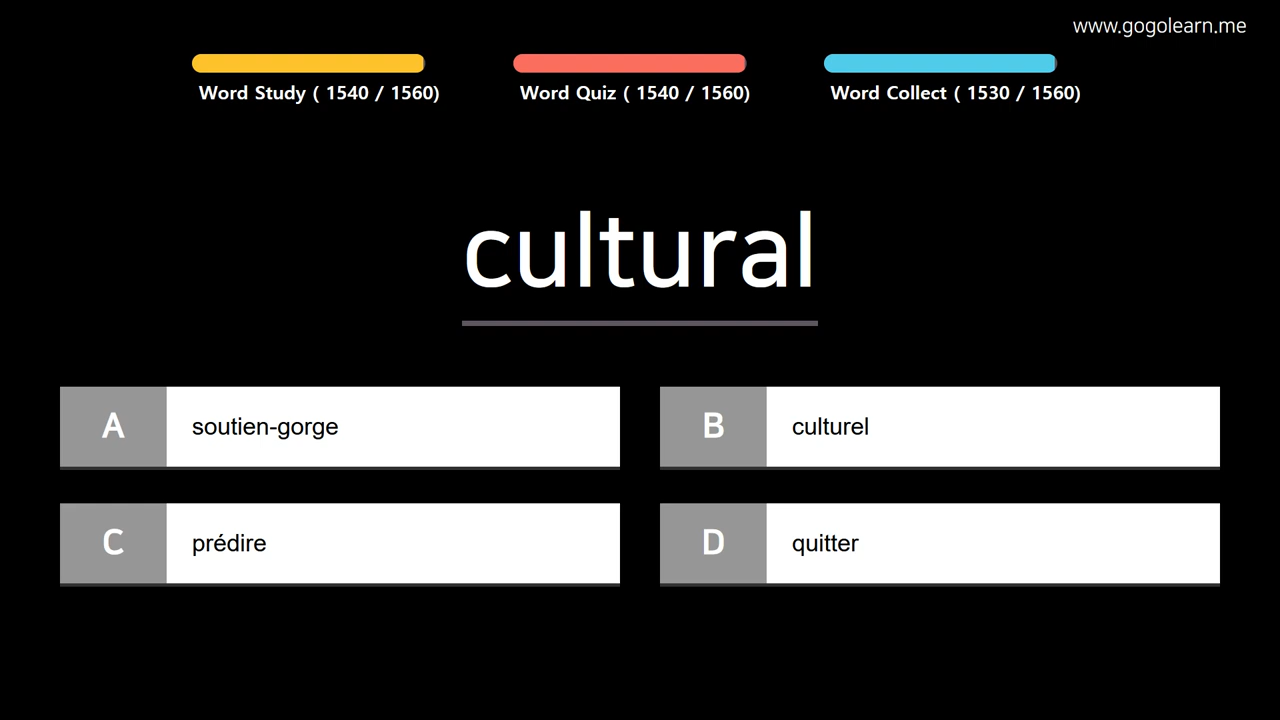 www.gogolearn.me
Word Study ( 1540 / 1560)
Word Quiz ( 1540 / 1560)
Word Collect ( 1530 / 1560)
cultural
A soutien-gorge
B culturel
C prédire
D quitter